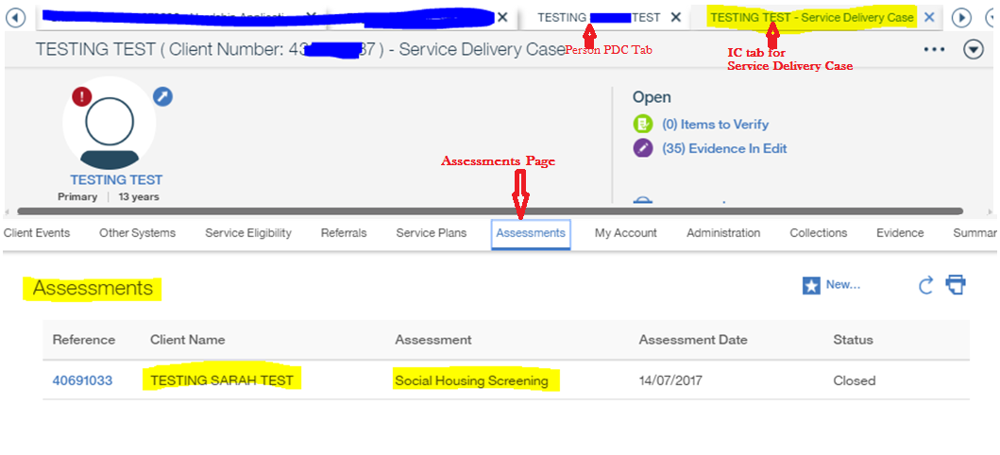 TESTING TEST
TESTING TEST - Service Delivery Case
Person PDC Tab
IC tab for
Service Delivery Case
TESTING TEST ( Client Number: 43 37 ) - Service Delivery Case
TESTING TEST
Primary | 13 years
Open
(0) Items to Verify
(35) Evidence In Edit
Assessments Page
Client Events Other Systems Service Eligibility Referrals Service Plans Assessments My Account Administration Collections Evidence Summar
Assessments
New...
Reference Client Name Assessment Assessment Date Status
40691033 TESTING SARAH TEST Social Housing Screening 14/07/2017 Closed